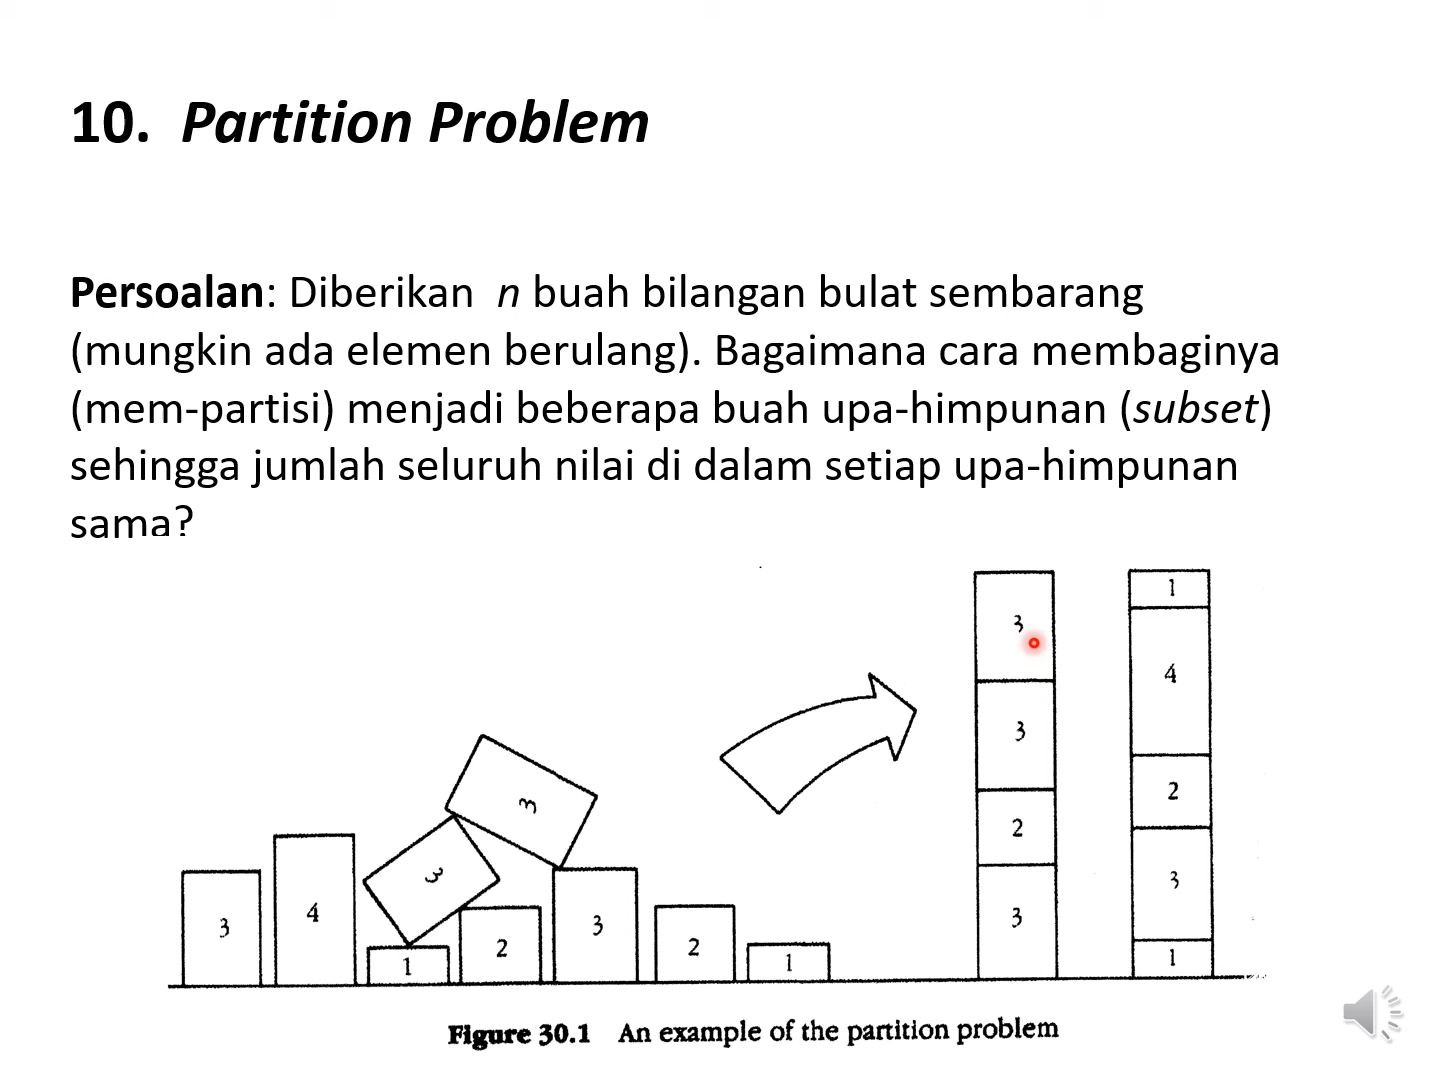 10. Partition Problem
Persoalan: Diberikan n buah bilangan bulat sembarang
(mungkin ada elemen berulang). Bagaimana cara membaginya
(mem-partisi) menjadi beberapa buah upa-himpunan (subset)
sehingga jumlah seluruh nilai di dalam setiap upa-himpunan
sama?
3
4
3
1
3
2
3
2
1
3
3
2
3
1
4
2
3
1
Figure 30.1 An example of the partition problem